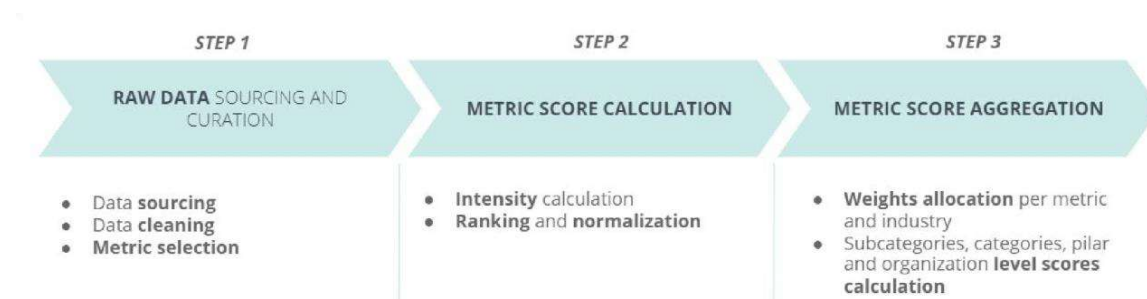 STEP 1
RAW DATA SOURCING AND
CURATION
• Data sourcing
• Data cleaning
• Metric selection
STEP 2
METRIC SCORE CALCULATION
• Intensity calculation
• Ranking and normalization
STEP 3
METRIC SCORE AGGREGATION
• Weights allocation per metric
and industry
• Subcategories, categories, pilar
and organization level scores
calculation